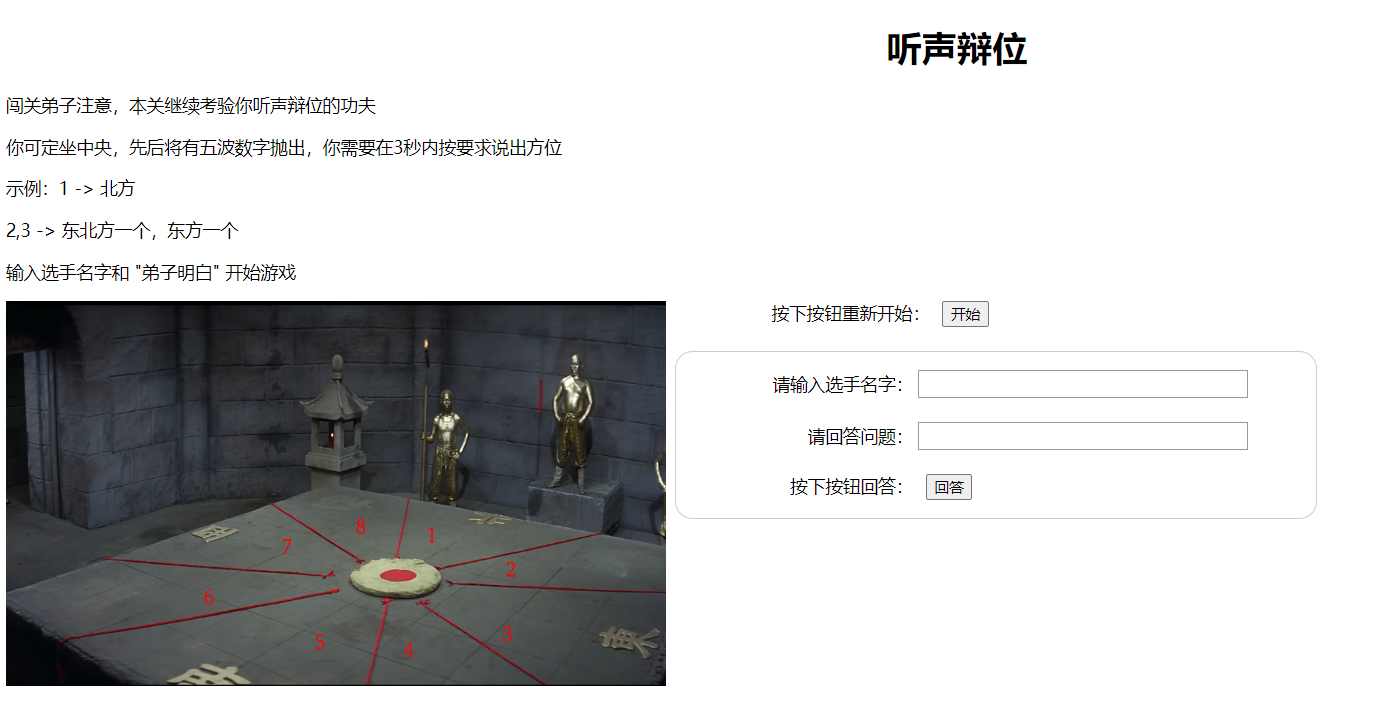 听声辩位
闯关弟子注意，本关继续考验你听声辩位的功夫
你可定坐中央，先后将有五波数字抛出，你需要在3秒内按要求说出方位
示例：1 -> 北方
2,3 -> 东北方一个，东方一个
输入选手名字和 "弟子明白" 开始游戏
按下按钮重新开始： 开始
请输入选手名字：
请回答问题：
按下按钮回答： 回答
北
8
1
西
7
2
6
3
東
5
4
南